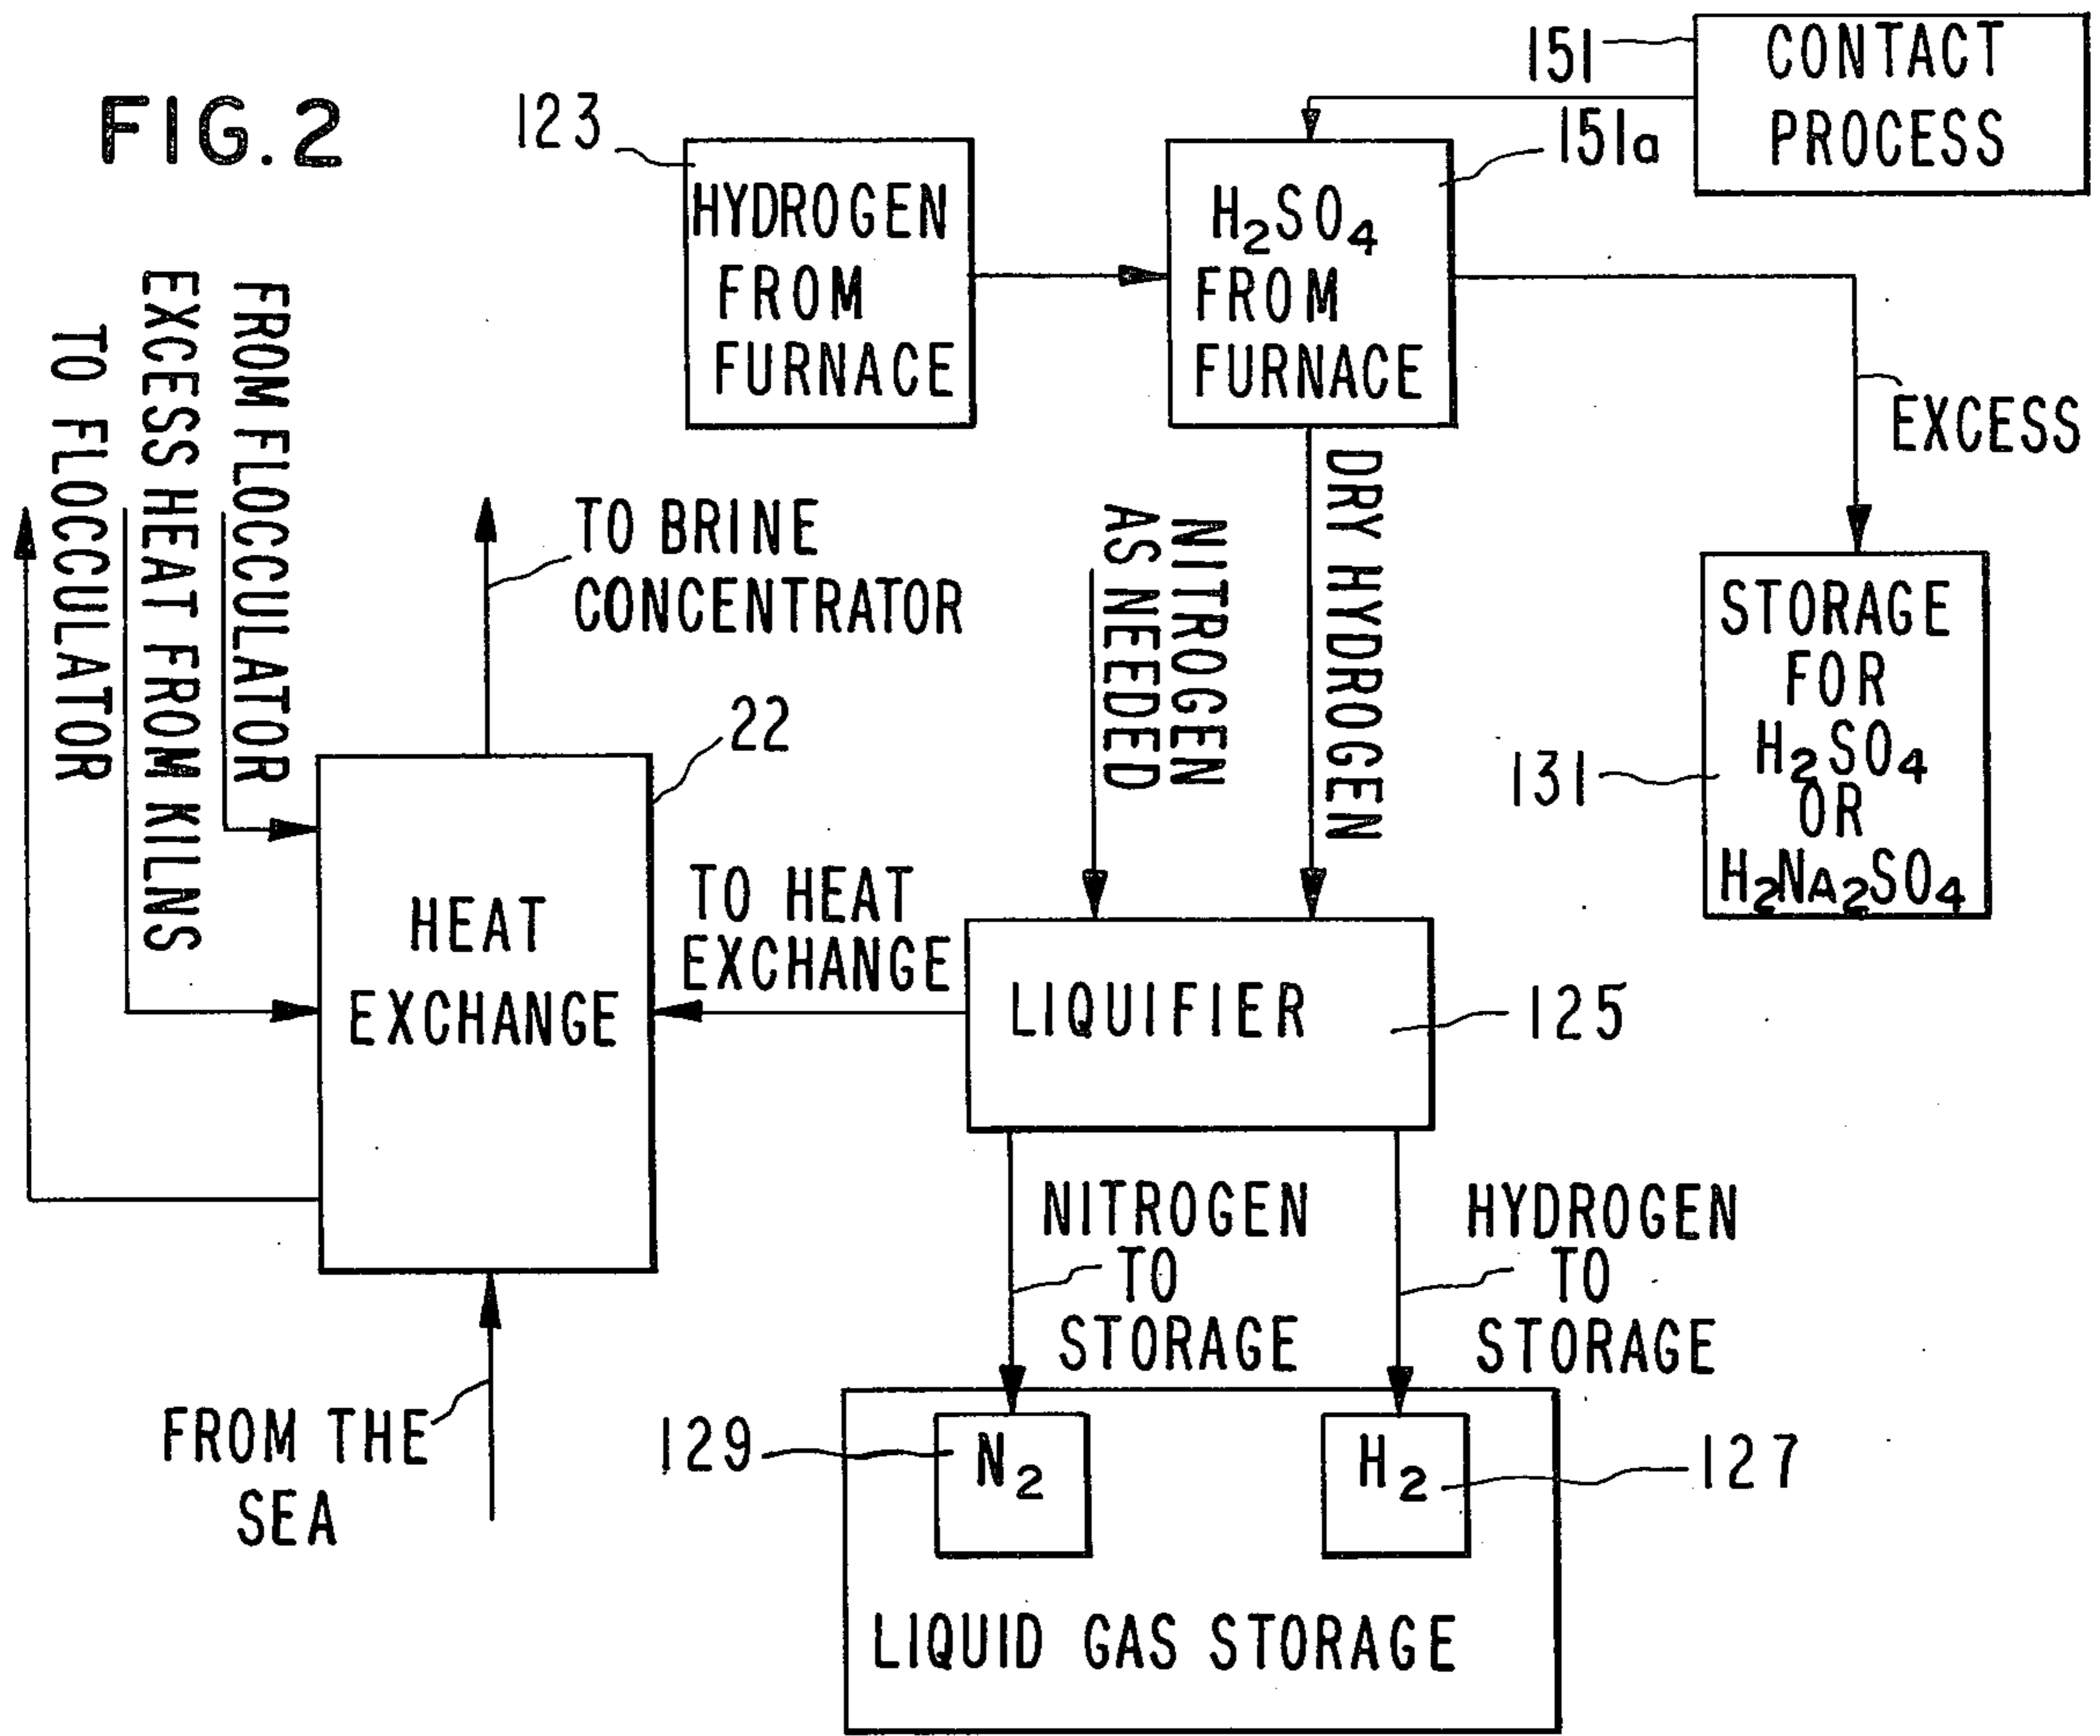 FIG. 2
123
HYDROGEN
FROM
FURNACE
H₂SO₄
FROM
FURNACE
151
CONTACT
PROCESS
151a
EXCESS
STORAGE
FOR
H₂SO₄
OR
H₂NA₂SO₄
131
DRY HYDROGEN
NITROGEN
AS NEEDED
FROM FLOCCULATOR
EXCESS HEAT FROM KILNS
TO FLOCCULATOR
TO BRINE
CONCENTRATOR
22
HEAT
EXCHANGE
TO HEAT
EXCHANGE
LIQUIFIER
125
FROM THE
SEA
NITROGEN
TO
STORAGE
HYDROGEN
TO
STORAGE
129
N₂
H₂
127
LIQUID GAS STORAGE